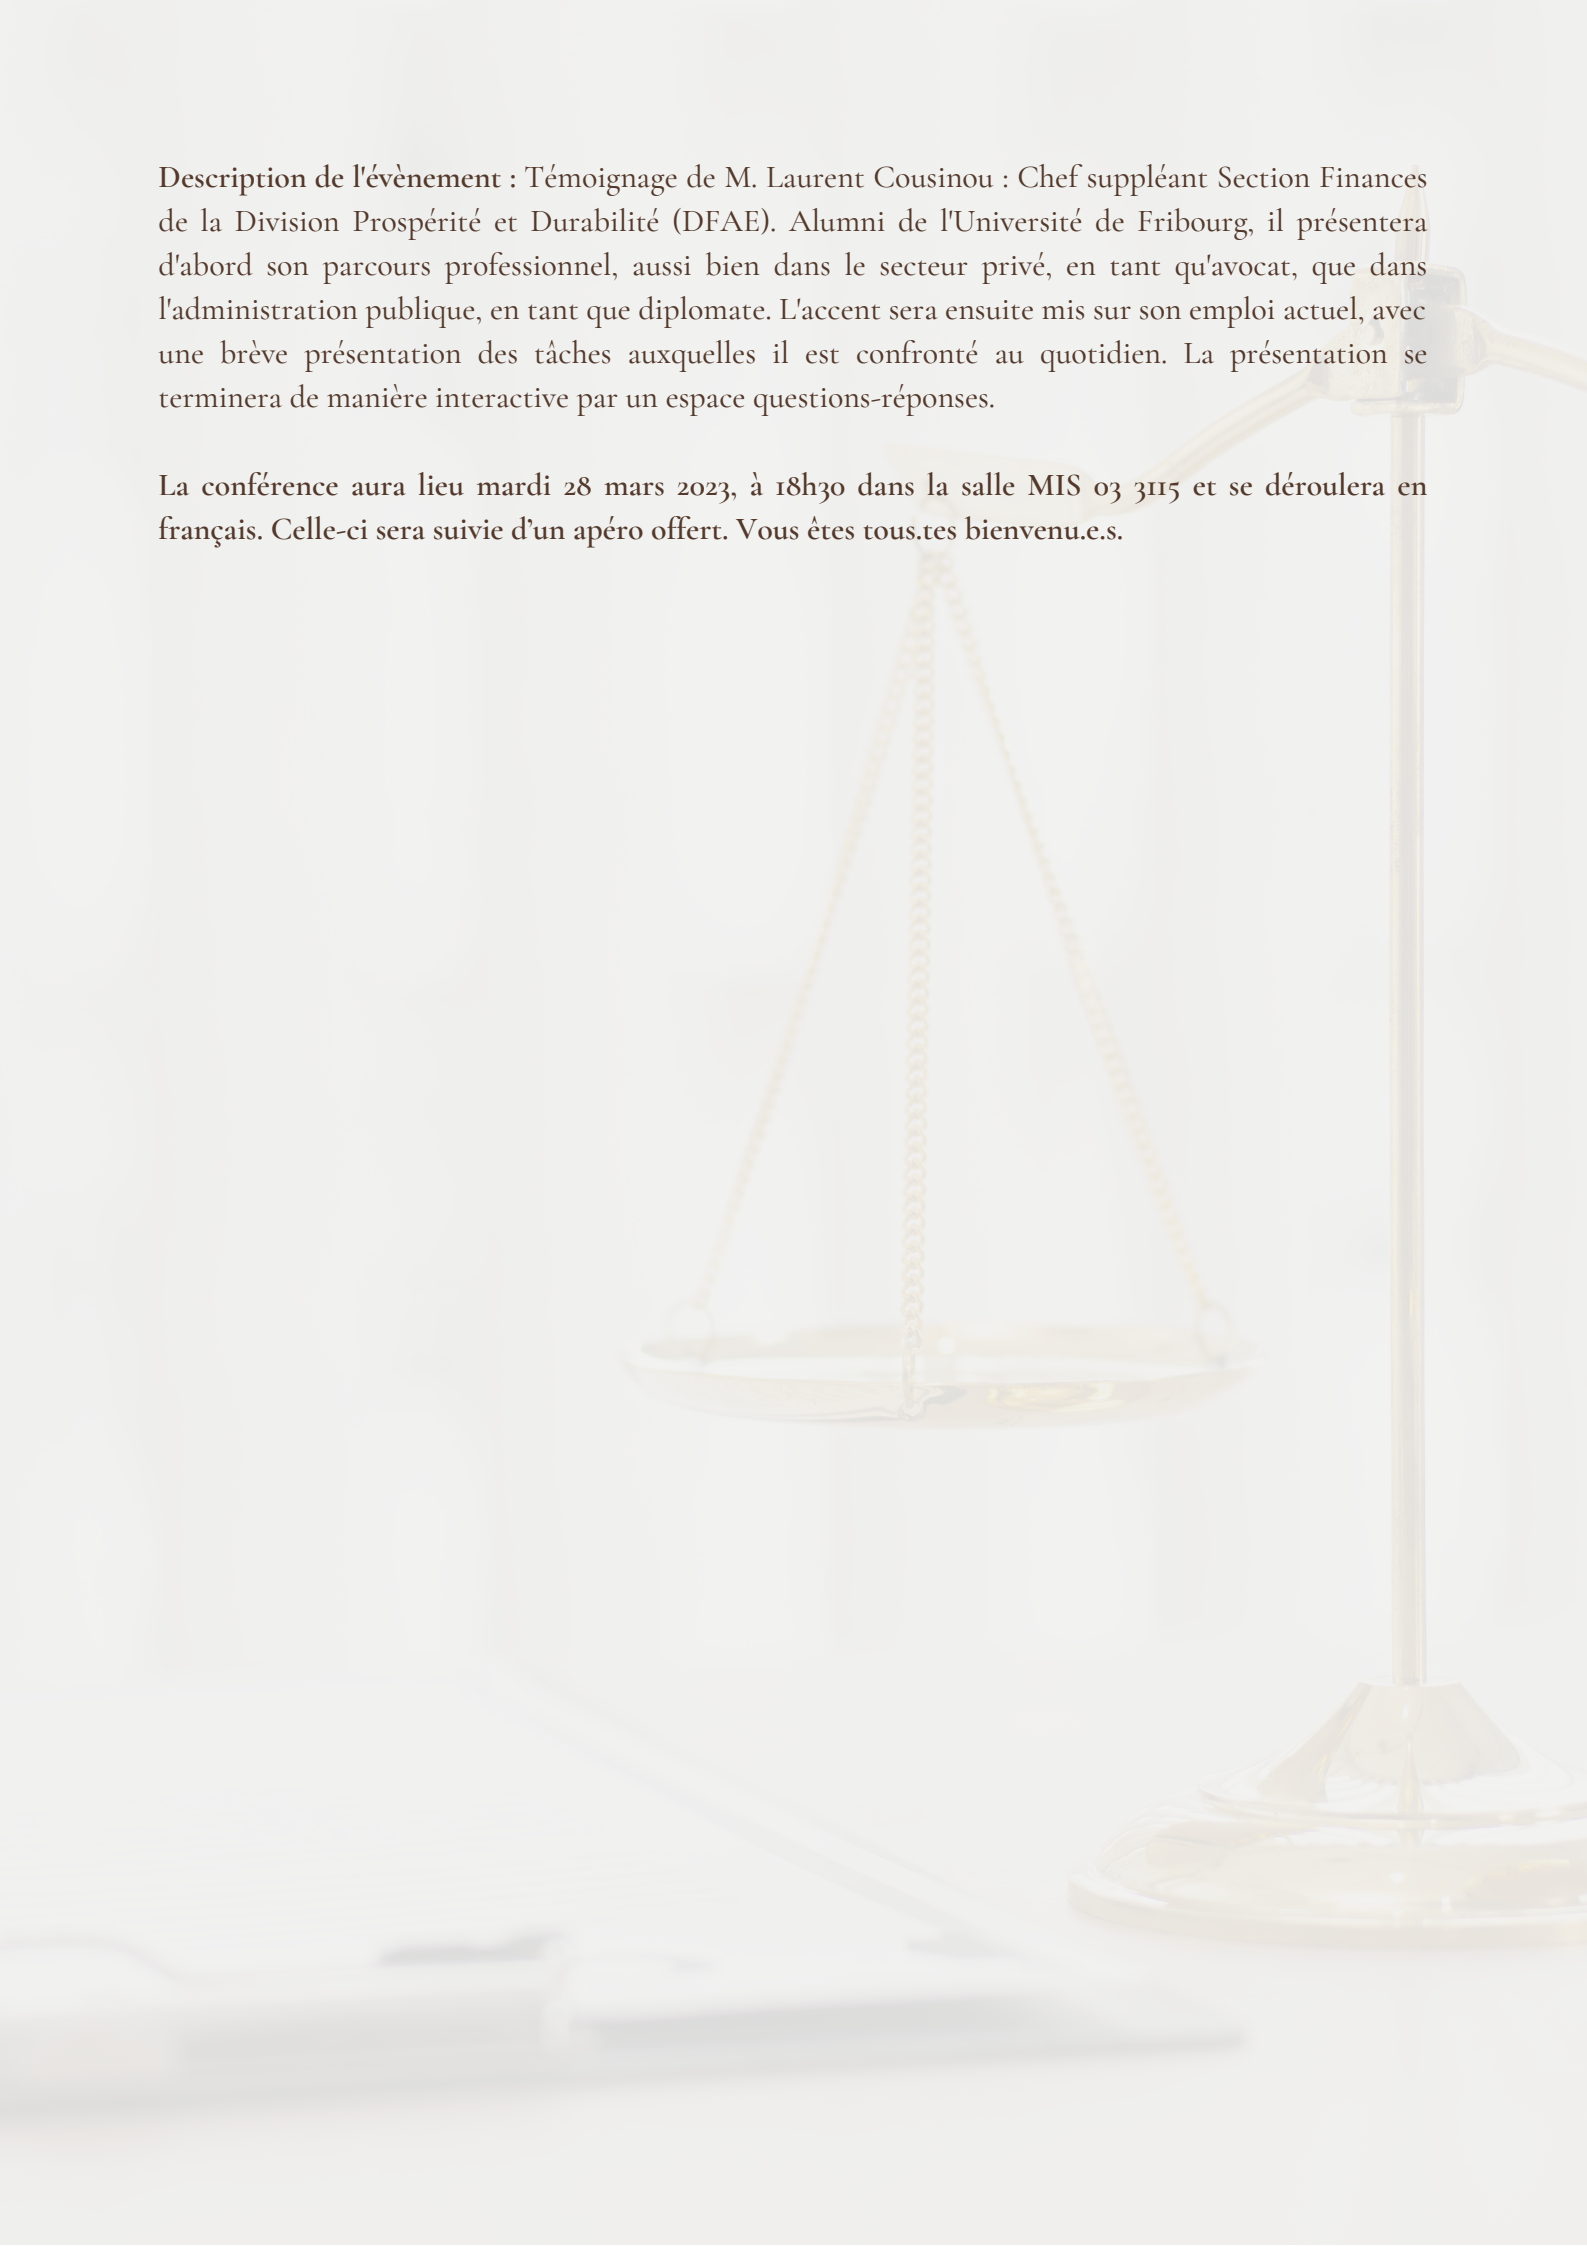 Description de l'évènement : Témoignage de M. Laurent Cousinou : Chef suppléant Section Finances
de la Division Prospérité et Durabilité (DFAE). Alumni de l'Université de Fribourg, il présentera
d'abord son parcours professionnel, aussi bien dans le secteur privé, en tant qu'avocat, que dans
l'administration publique, en tant que diplomate. L'accent sera ensuite mis sur son emploi actuel, avec
une brève présentation des tâches auxquelles il est confronté au quotidien. La présentation se
terminera de manière interactive par un espace questions-réponses.
La conférence aura lieu mardi 28 mars 2023, à 18h30 dans la salle MIS 03 3115 et se déroulera en
français. Celle-ci sera suivie d’un apéro offert. Vous êtes tous.tes bienvenu.e.s.